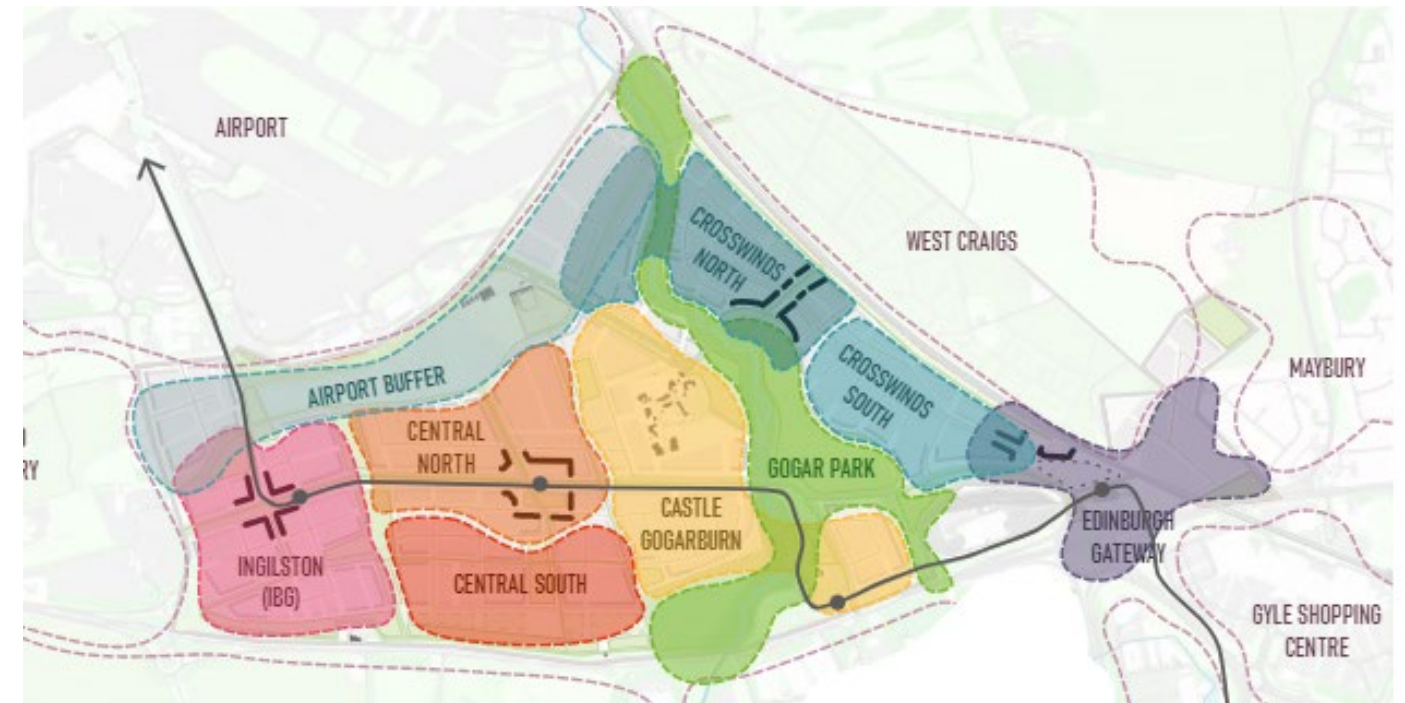 AIRPORT
CROSSWINDS
NORTH
WEST CRAIGS
MAYBURY
CROSSWINDS
SOUTH
AIRPORT BUFFER
CENTRAL
NORTH
GOGAR PARK
CASTLE
GOGARBURN
EDINBURGH
GATEWAY
INGILSTON
(IBG)
CENTRAL SOUTH
GYLE SHOPPING
CENTRE